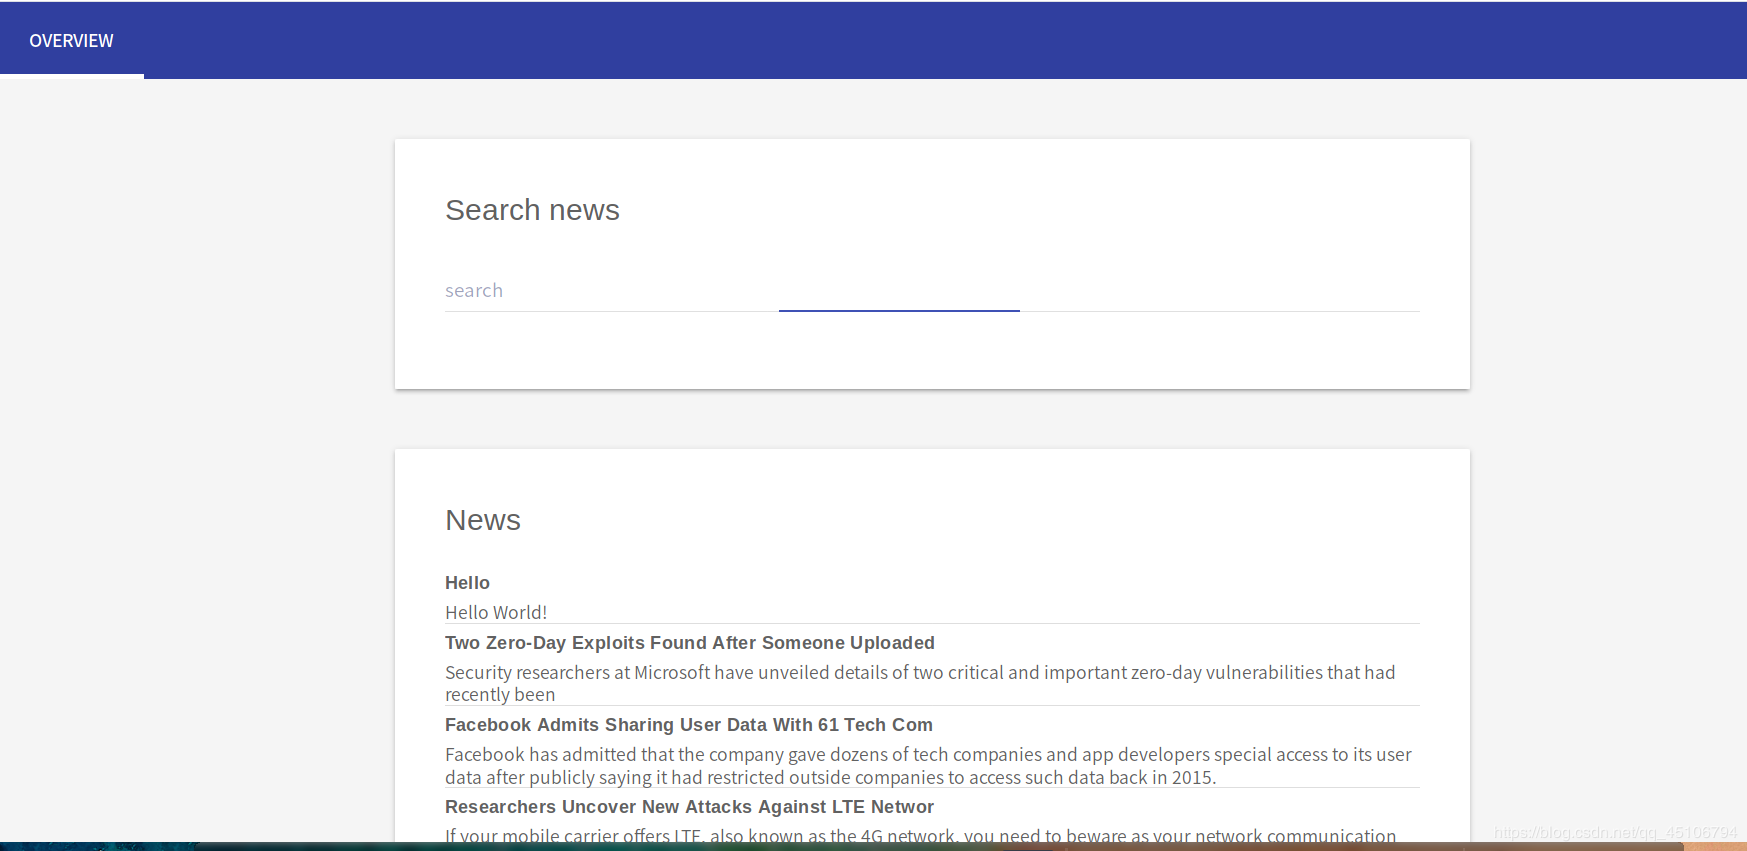 OVERVIEW
Search news
search
News
Hello
Hello World!
Two Zero-Day Exploits Found After Someone Uploaded
Security researchers at Microsoft have unveiled details of two critical and important zero-day vulnerabilities that had
recently been
Facebook Admits Sharing User Data With 61 Tech Com
Facebook has admitted that the company gave dozens of tech companies and app developers special access to its user
data after publicly saying it had restricted outside companies to access such data back in 2015.
Researchers Uncover New Attacks Against LTE Networ
If your mobile carrier offers LTE, also known as the 4G network, you need to beware as your network communication
https://blog.csdn.net/qq_45106794